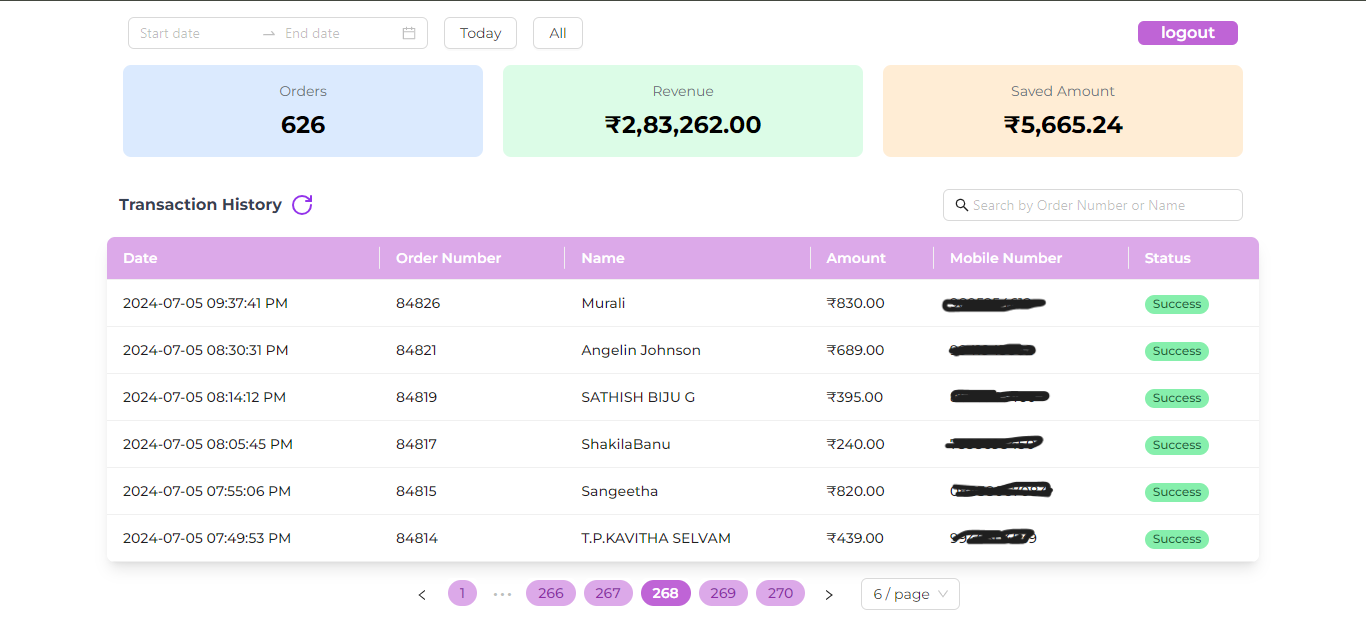 Start date → End date Today All logout
Orders Revenue Saved Amount
626 ₹2,83,262.00 ₹5,665.24
Transaction History Search by Order Number or Name
Date Order Number Name Amount Mobile Number Status
2024-07-05 09:37:41 PM 84826 Murali ₹830.00 Success
2024-07-05 08:30:31 PM 84821 Angelin Johnson ₹689.00 Success
2024-07-05 08:14:12 PM 84819 SATHISH BIJU G ₹395.00 Success
2024-07-05 08:05:45 PM 84817 ShakilaBanu ₹240.00 Success
2024-07-05 07:55:06 PM 84815 Sangeetha ₹820.00 Success
2024-07-05 07:49:53 PM 84814 T.P.KAVITHA SELVAM ₹439.00 Success
< 1 ••• 266 267 268 269 270 > 6 / page